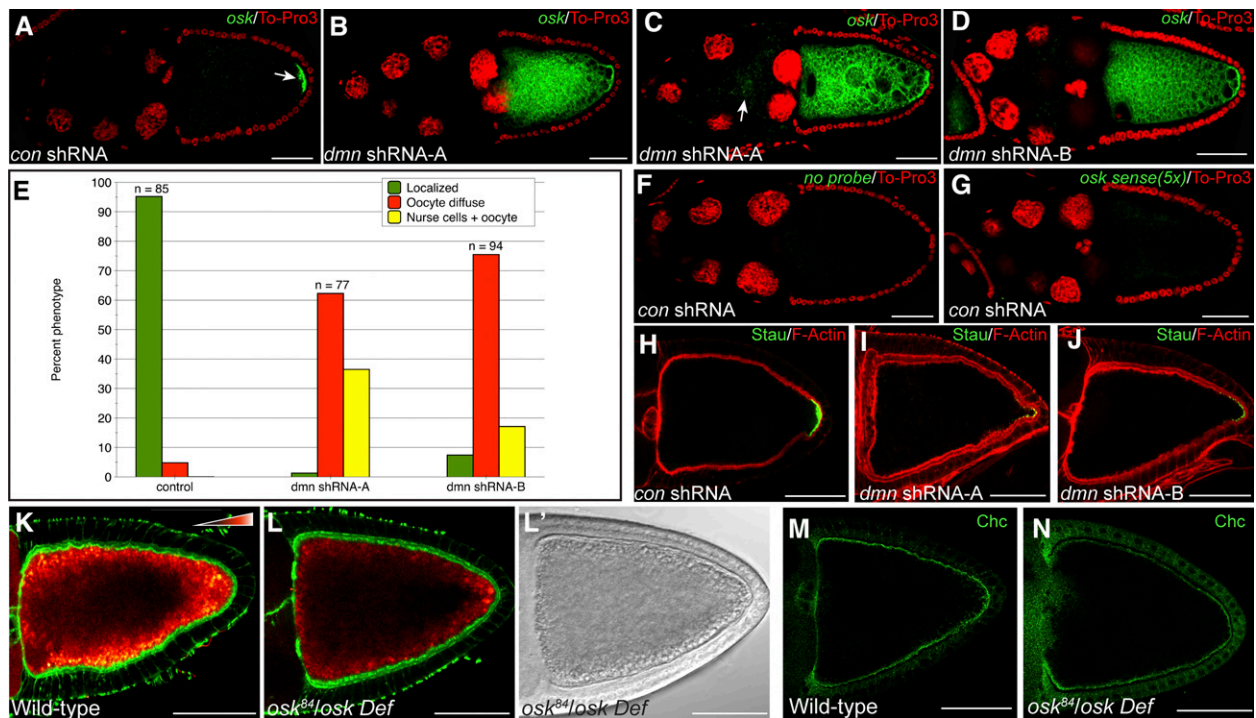 A
osk/To-Pro3
con shRNA
B
osk/To-Pro3
dmn shRNA-A
C
osk/To-Pro3
dmn shRNA-A
D
osk/To-Pro3
dmn shRNA-B
E
Percent phenotype
100
90
80
70
60
50
40
30
20
10
0
n = 85
n = 77
n = 94
Localized
Oocyte diffuse
Nurse cells + oocyte
control
dmn shRNA-A
dmn shRNA-B
F
no probe/To-Pro3
con shRNA
G
osk sense(5x)/To-Pro3
con shRNA
H
Stau/F-Actin
con shRNA
I
Stau/F-Actin
dmn shRNA-A
J
Stau/F-Actin
dmn shRNA-B
K
Wild-type
L
osk⁸⁴/osk Def
L'
osk⁸⁴/osk Def
M
Chc
Wild-type
N
Chc
osk⁸⁴/osk Def